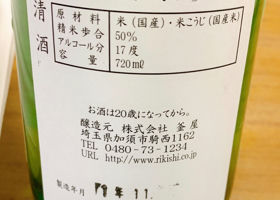 清酒
原材料 米(国産)・米こうじ(国産米)
精米歩合 50%
アルコール分 17度
容量 720ml
お酒は20歳になってから。
醸造元 株式会社 釜屋
埼玉県加須市騎西1162
TEL 0480-73-1234
URL http://www.rikishi.co.jp
製造年月 年 11.